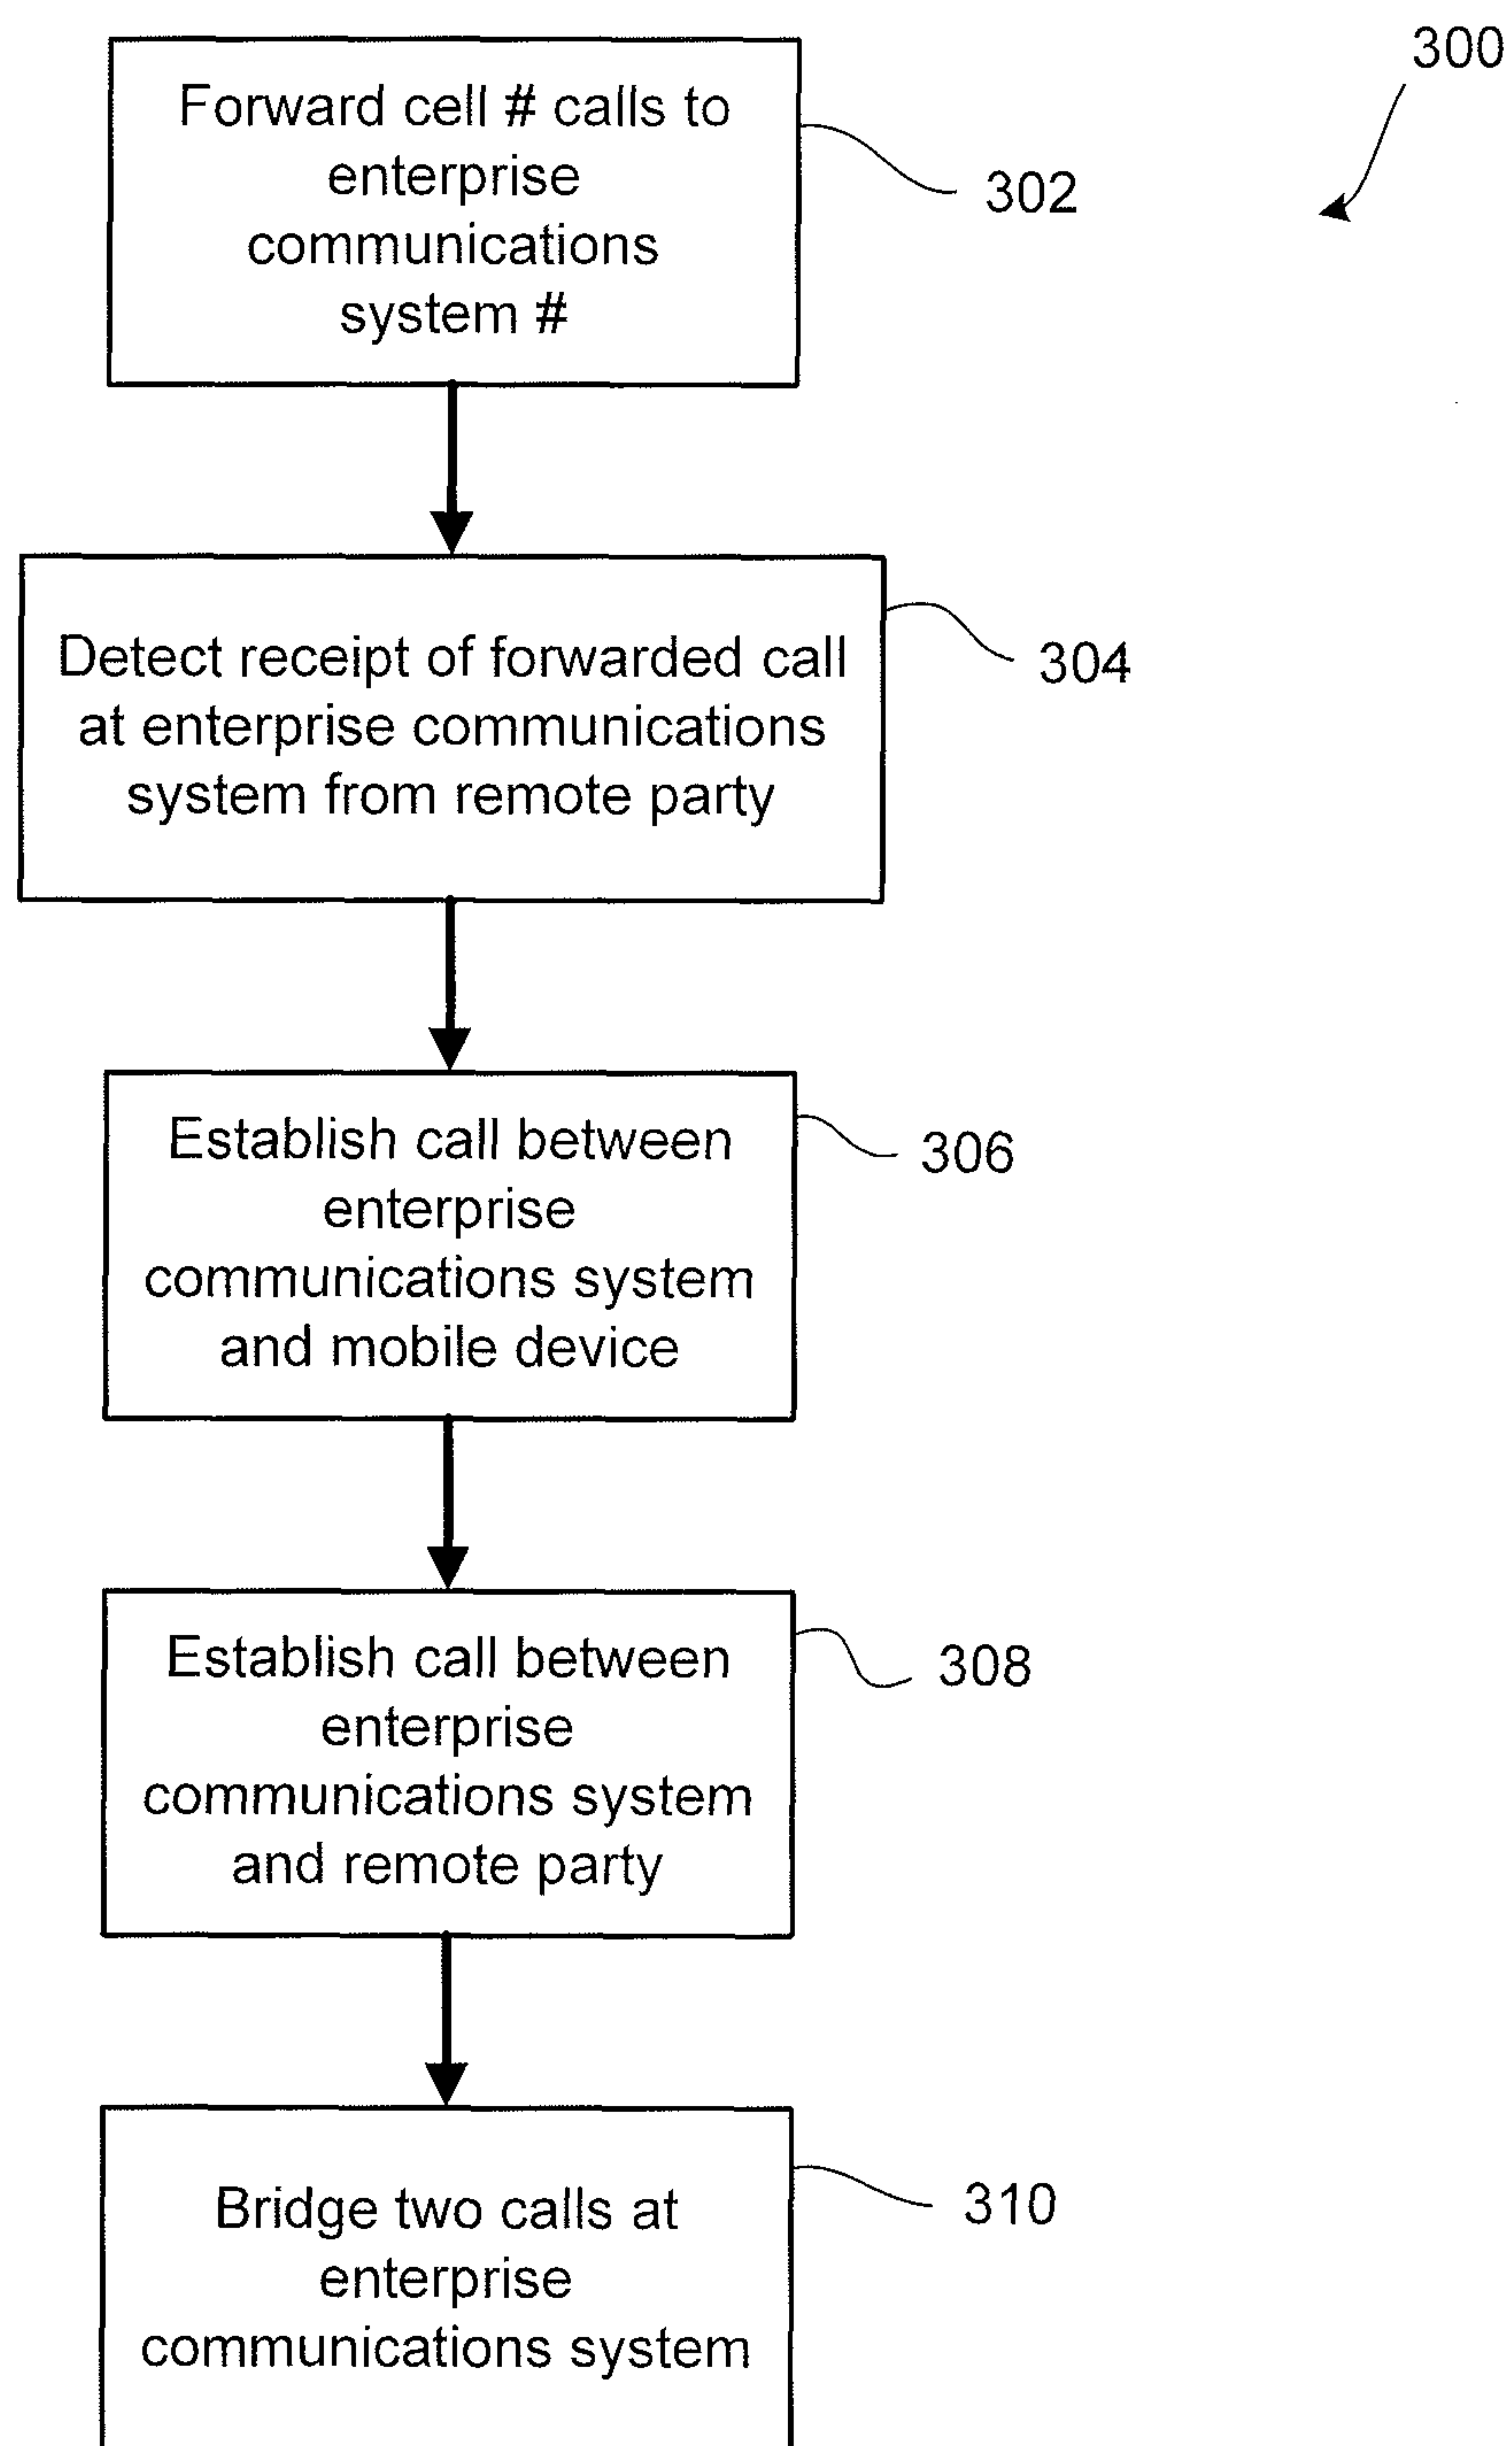 300
Forward cell # calls to
enterprise
communications
system #
302
Detect receipt of forwarded call
at enterprise communications
system from remote party
304
Establish call between
enterprise
communications system
and mobile device
306
Establish call between
enterprise
communications system
and remote party
308
Bridge two calls at
enterprise
communications system
310